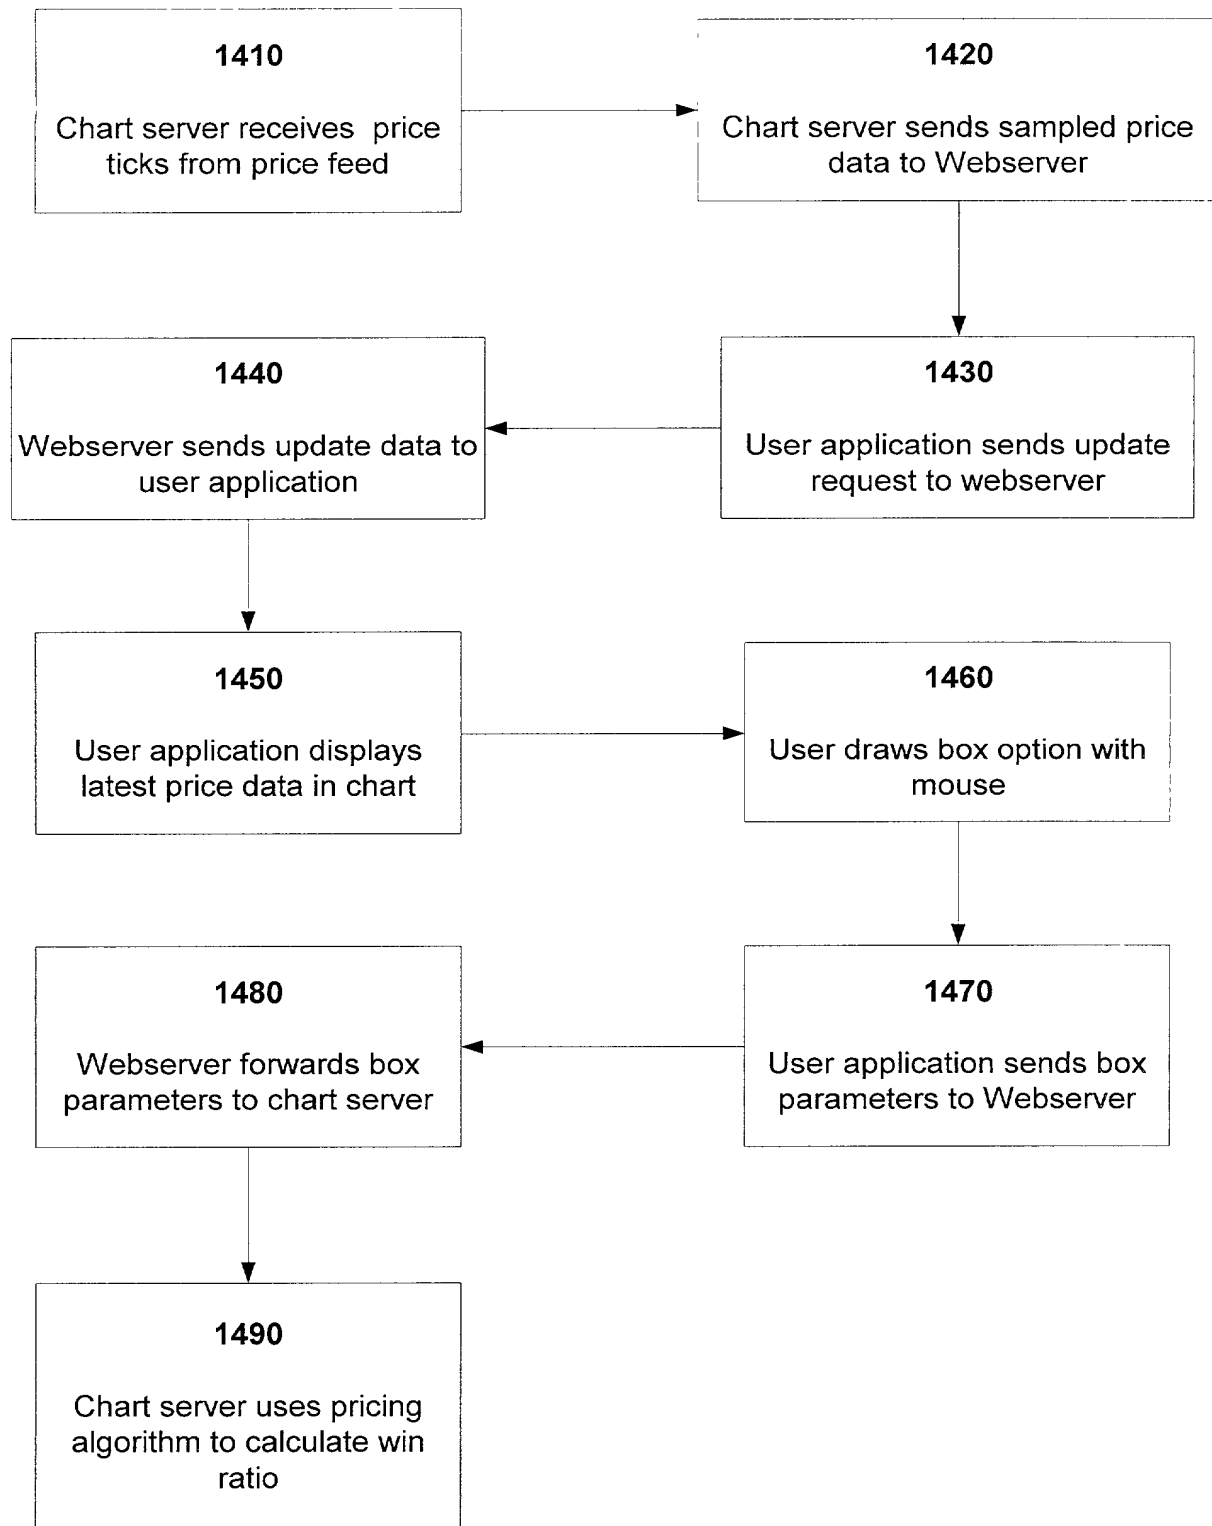 1410
Chart server receives price
ticks from price feed
1420
Chart server sends sampled price
data to Webserver
1430
User application sends update
request to webserver
1440
Webserver sends update data to
user application
1450
User application displays
latest price data in chart
1460
User draws box option with
mouse
1470
User application sends box
parameters to Webserver
1480
Webserver forwards box
parameters to chart server
1490
Chart server uses pricing
algorithm to calculate win
ratio